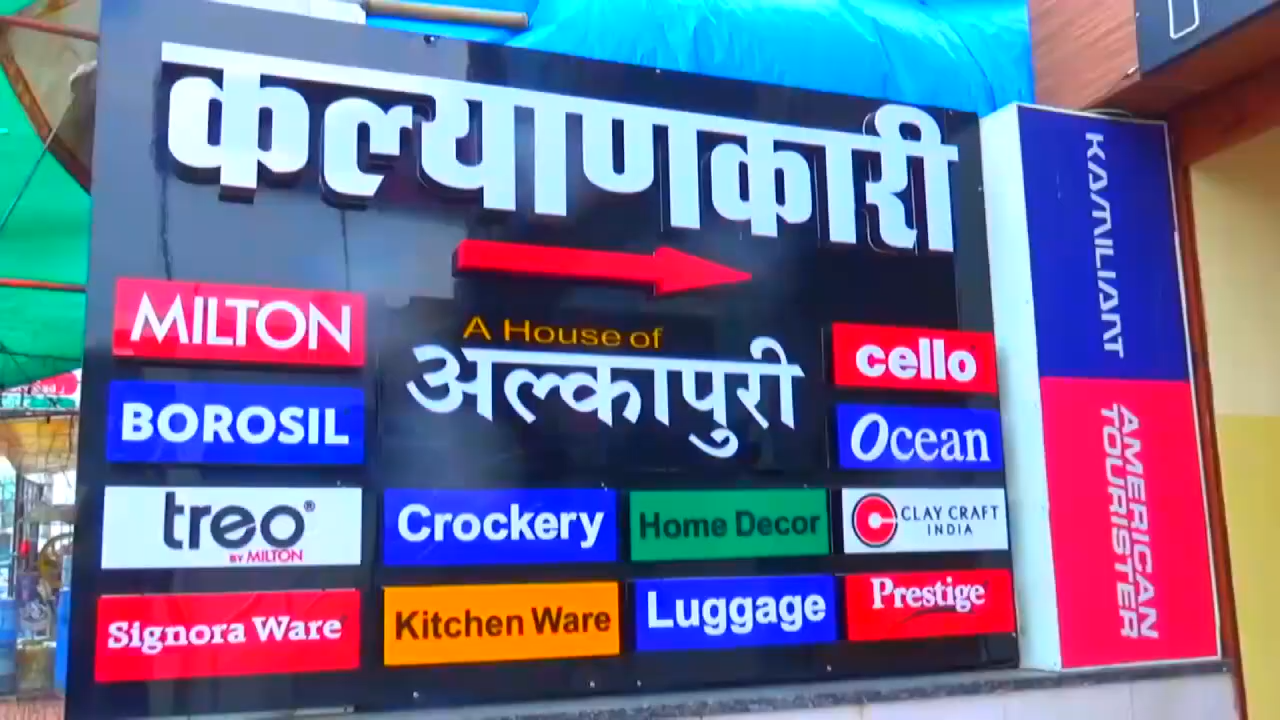 कल्याणकारी
MILTON
A House of
अल्कापुरी
cello
BOROSIL
Ocean
treo®
BY MILTON
Crockery
Home Decor
CLAY CRAFT
INDIA
Signora Ware
Kitchen Ware
Luggage
Prestige
KAMILIANT
AMERICAN
TOURISTER